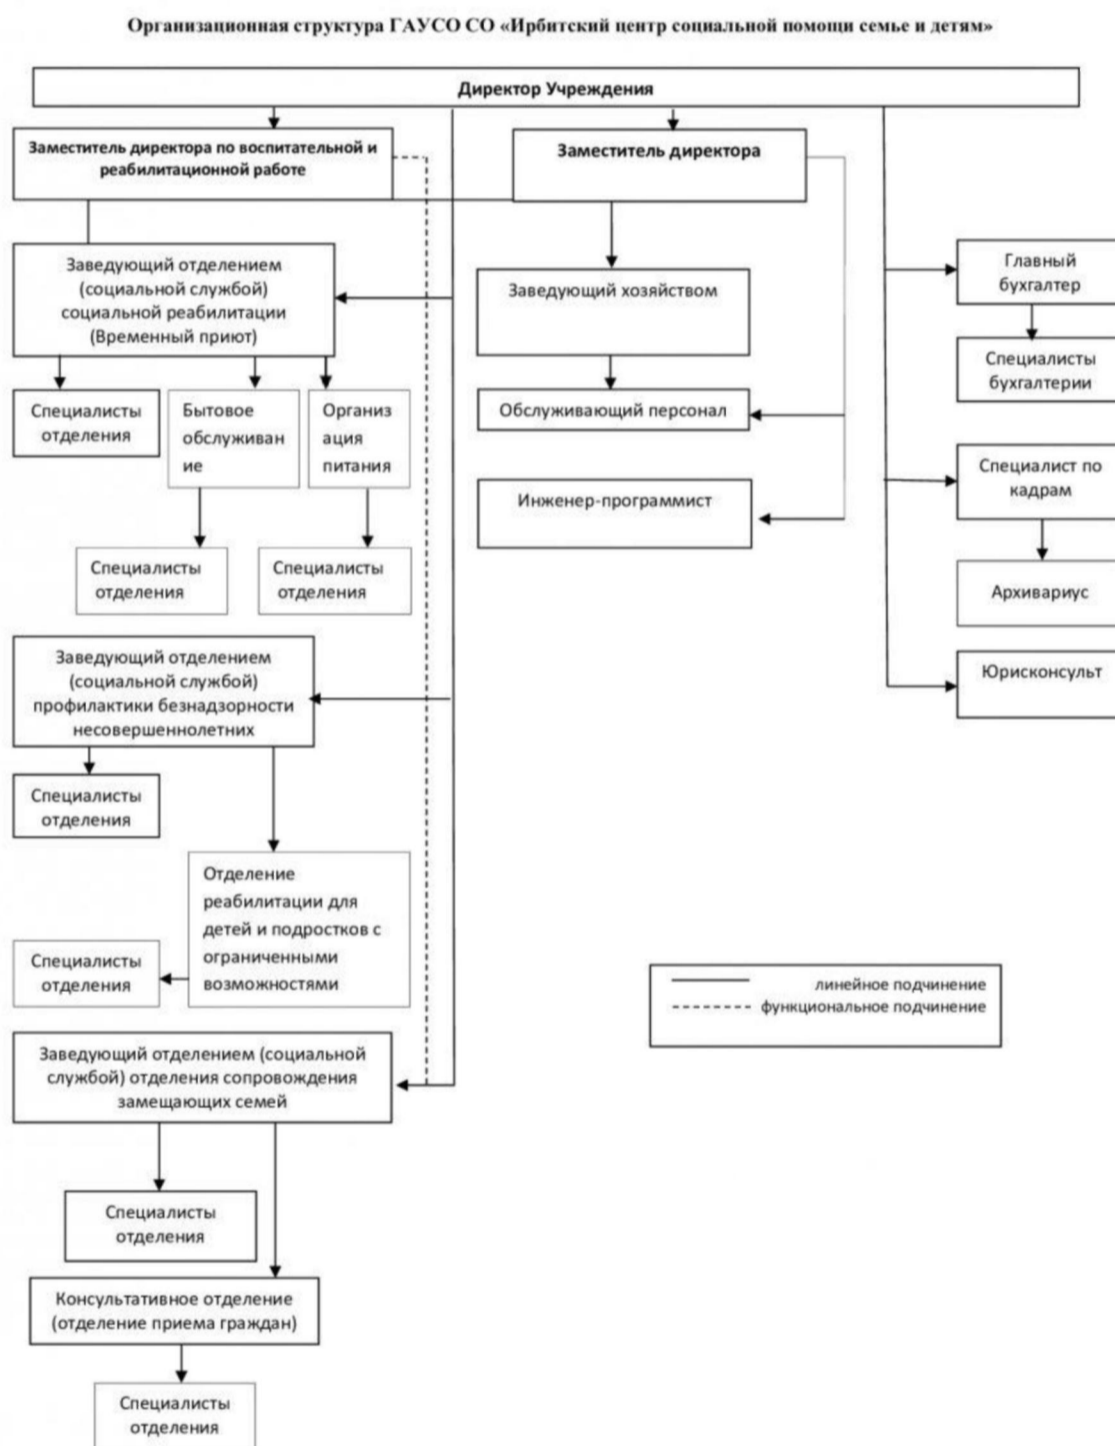 Организационная структура ГАУСО СО «Ирбитский центр социальной помощи семье и детям»
Директор Учреждения
Заместитель директора по воспитательной и
реабилитационной работе
Заместитель директора
Заведующий отделением
(социальной службой)
социальной реабилитации
(Временный приют)
Заведующий хозяйством
Главный
бухгалтер
Специалисты
бухгалтерии
Специалисты
отделения
Бытовое
обслуживан
ие
Организ
ация
питания
Обслуживающий персонал
Инженер-программист
Специалист по
кадрам
Специалисты
отделения
Специалисты
отделения
Архивариус
Заведующий отделением
(социальной службой)
профилактики безнадзорности
несовершеннолетних
Юрисконсульт
Специалисты
отделения
Отделение
реабилитации для
детей и подростков с
ограниченными
возможностями
Специалисты
отделения
линейное подчинение
функциональное подчинение
Заведующий отделением (социальной
службой) отделения сопровождения
замещающих семей
Специалисты
отделения
Консультативное отделение
(отделение приема граждан)
Специалисты
отделения